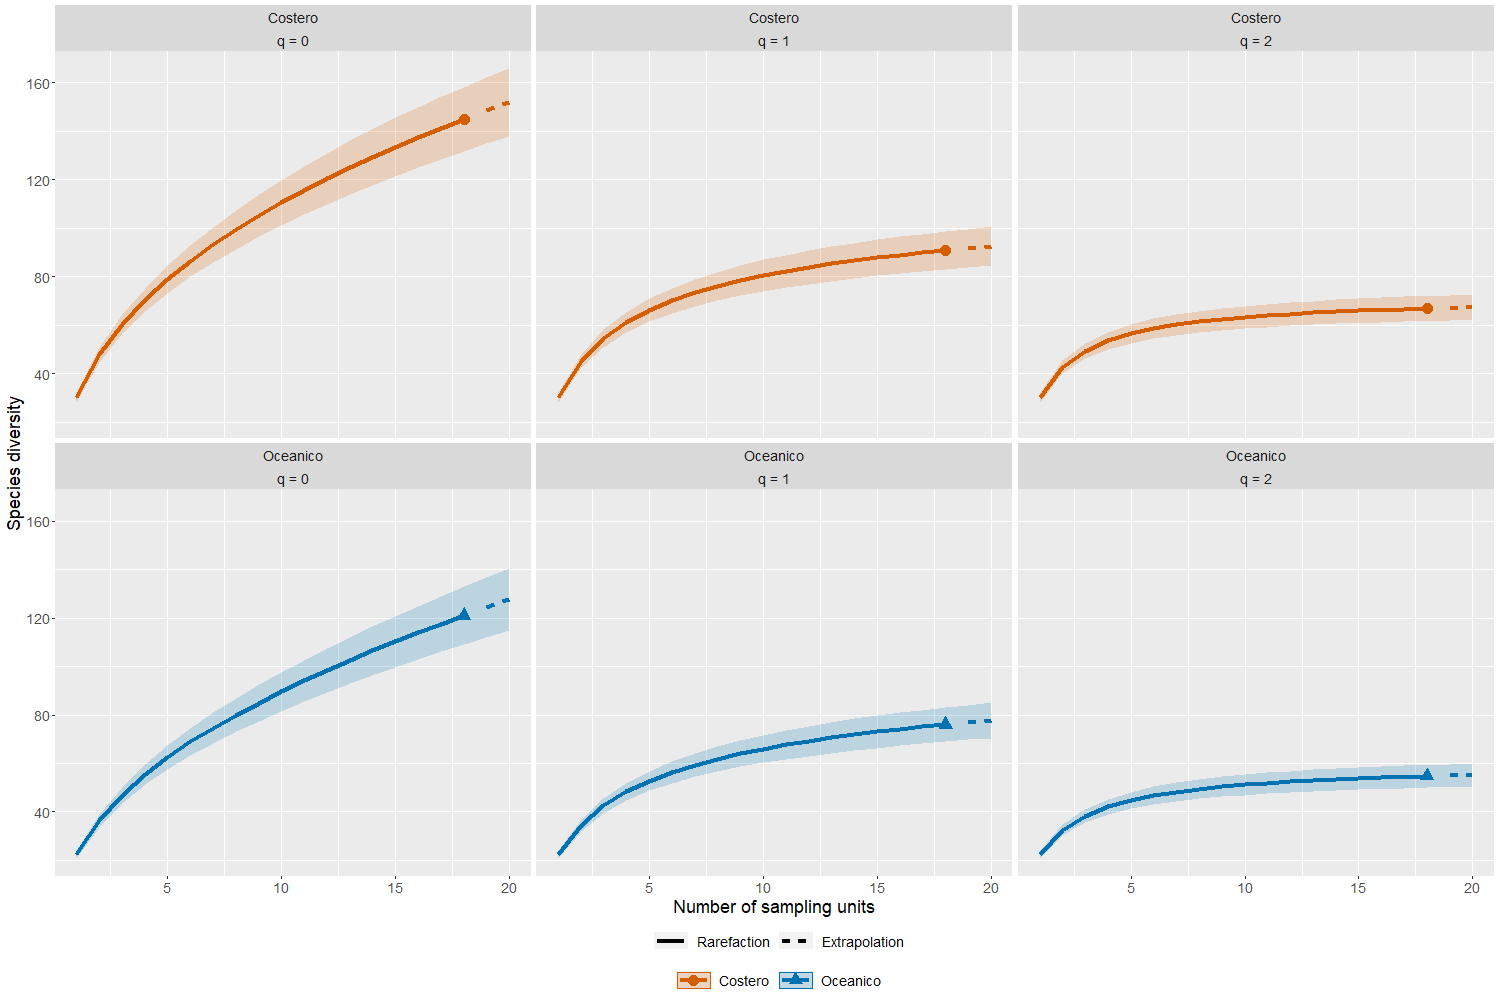 Costero
q = 0
Costero
q = 1
Costero
q = 2
160
120
80
40
Species diversity
Oceanico
q = 0
Oceanico
q = 1
Oceanico
q = 2
160
120
80
40
5 10 15 20
5 10 15 20
5 10 15 20
Number of sampling units
Rarefaction Extrapolation
Costero Oceanico